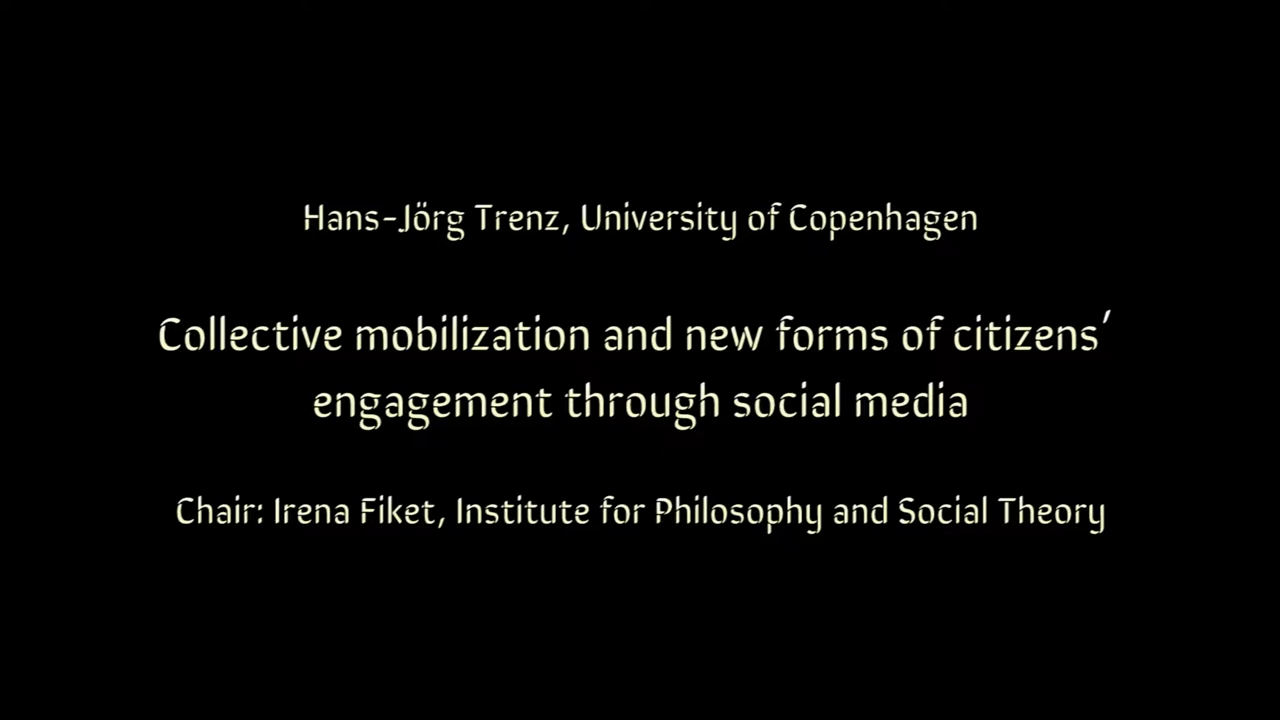 Hans-Jörg Trenz, University of Copenhagen
Collective mobilization and new forms of citizens’
engagement through social media
Chair: Irena Fiket, Institute for Philosophy and Social Theory